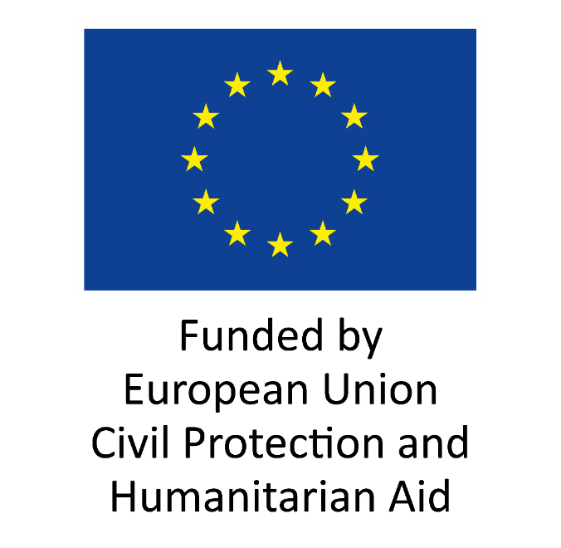 Funded by
European Union
Civil Protection and
Humanitarian Aid